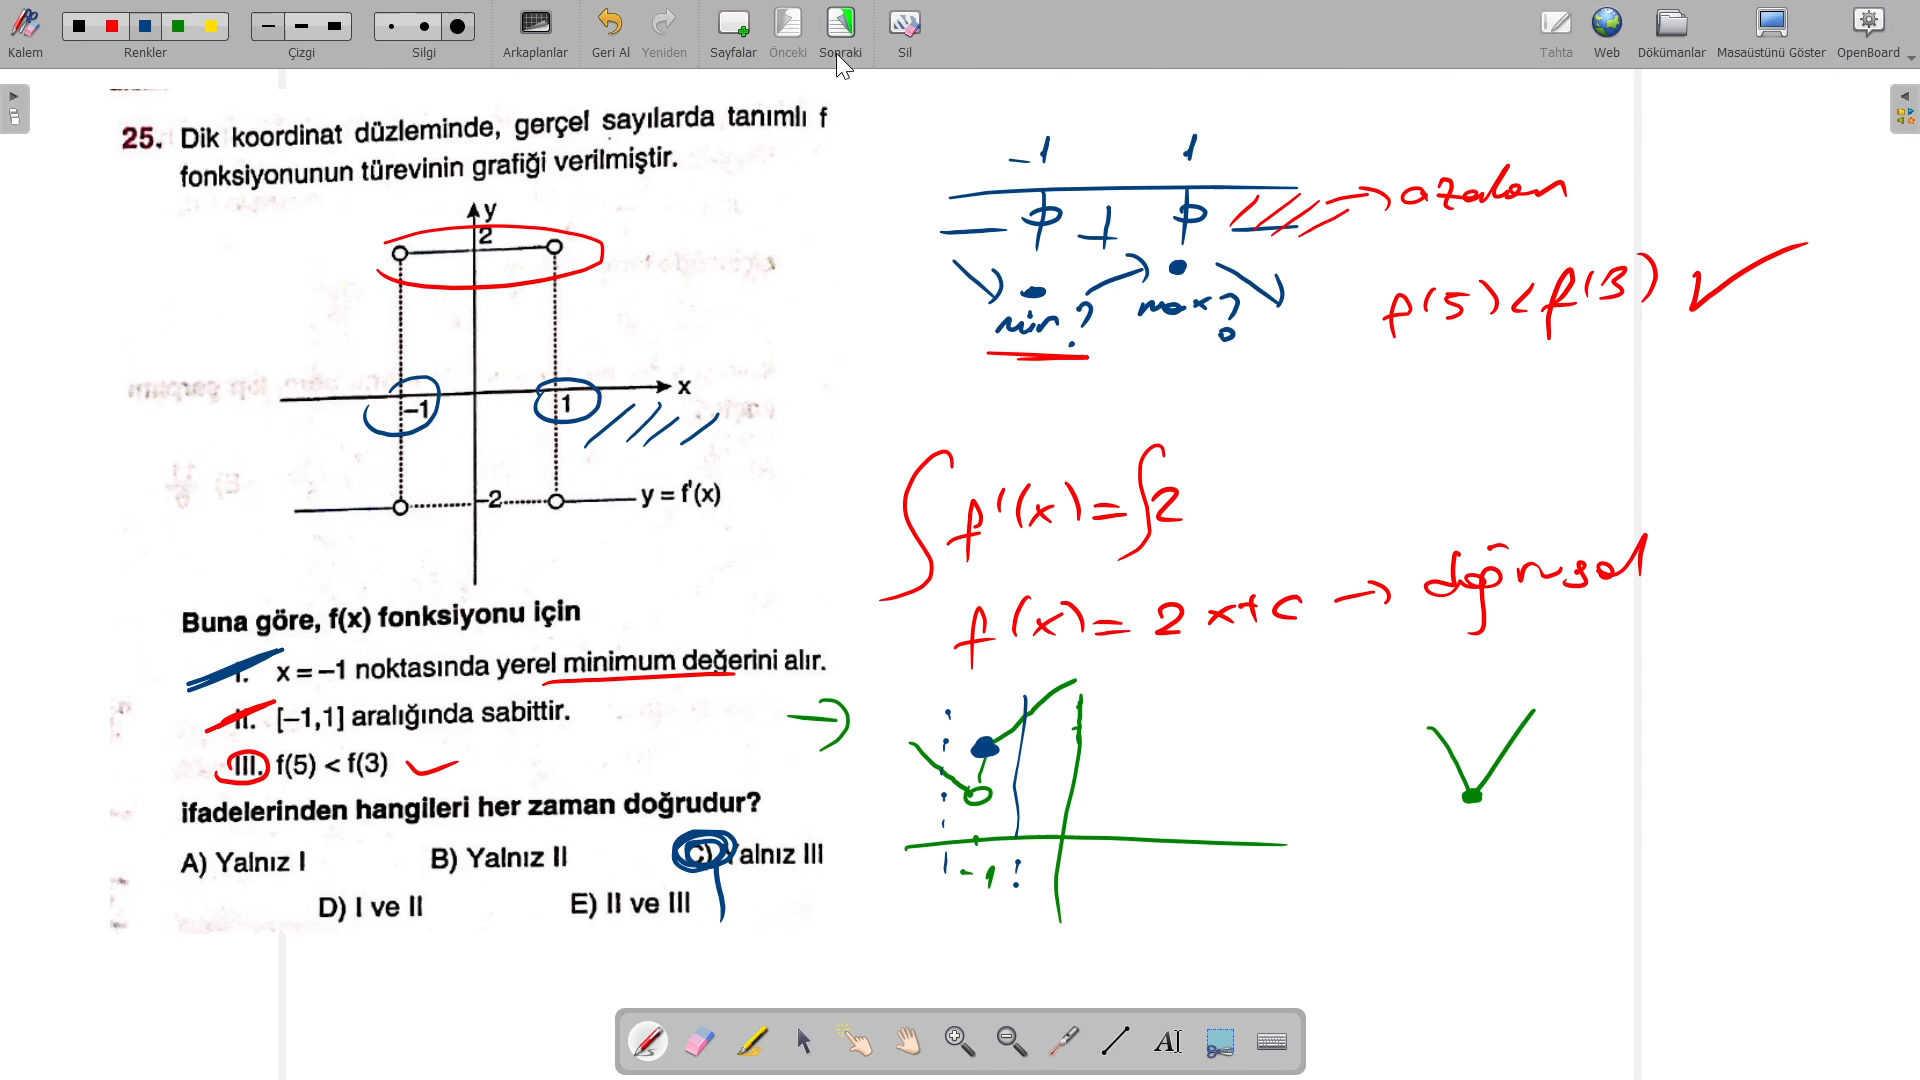 Kalem
Renkler
Çizgi
Silgi
Arkaplanlar
Geri Al
Yeniden
Sayfalar
Önceki
Sonraki
Sil
Tahta
Web
Dökümanlar
Masaüstünü Göster
OpenBoard
25. Dik koordinat düzleminde, gerçel sayılarda tanımlı f
fonksiyonunun türevinin grafiği verilmiştir.
y
2
-1
1
x
-2
y = f'(x)
Buna göre, f(x) fonksiyonu için
I. x = -1 noktasında yerel minimum değerini alır.
II. [-1,1] aralığında sabittir.
III. f(5) < f(3)
ifadelerinden hangileri her zaman doğrudur?
A) Yalnız I
B) Yalnız II
C) Yalnız III
D) I ve II
E) II ve III
-1 1
- + -
azalan
min ?
max ?
f(5) < f(3)
∫ f'(x) = ∫ 2
f(x) = 2x + c → doğrusal
-1